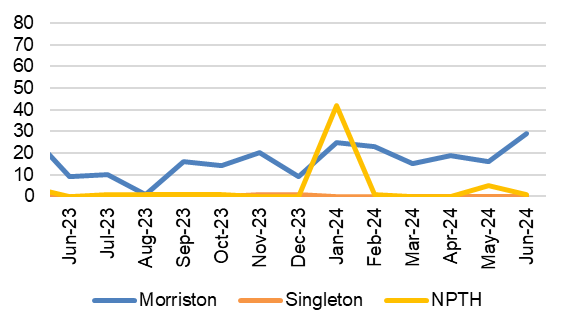 80
70
60
50
40
30
20
10
0
Jun-23
Jul-23
Aug-23
Sep-23
Oct-23
Nov-23
Dec-23
Jan-24
Feb-24
Mar-24
Apr-24
May-24
Jun-24
Morriston Singleton NPTH